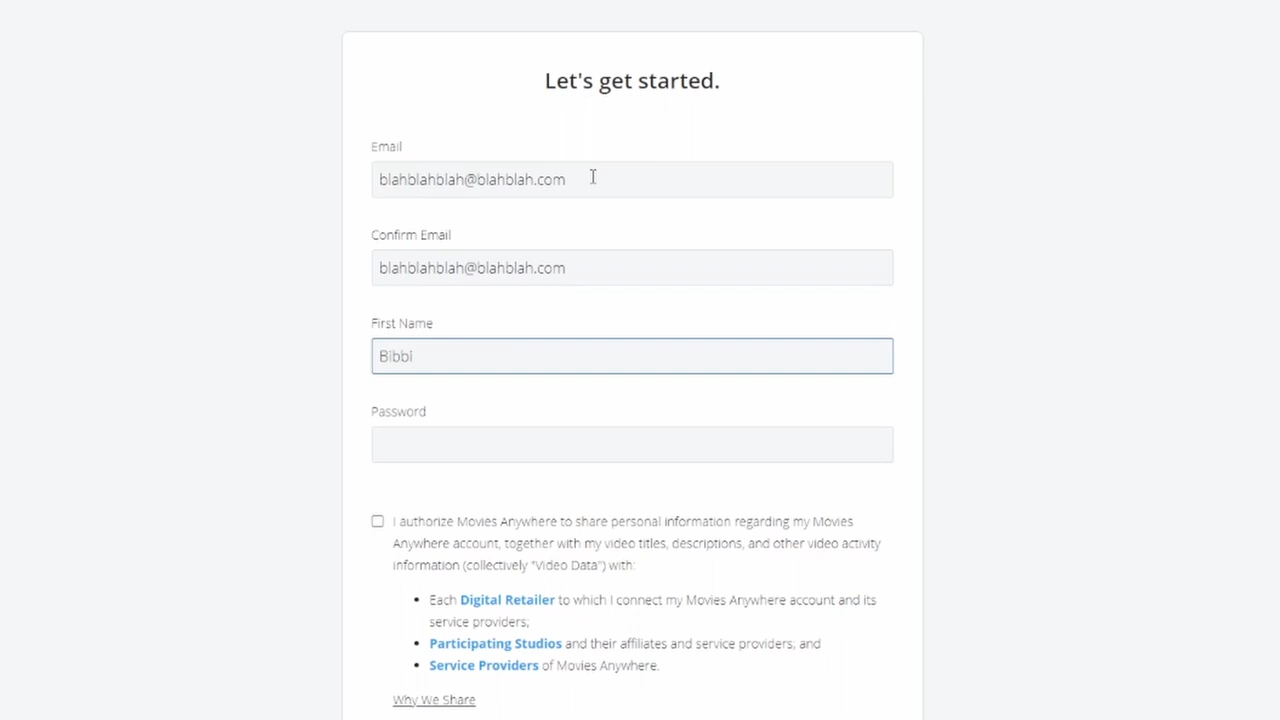 Let's get started.
Email
blahblahblah@blahblah.com
Confirm Email
blahblahblah@blahblah.com
First Name
Bibbi
Password
I authorize Movies Anywhere to share personal information regarding my Movies
Anywhere account, together with my video titles, descriptions, and other video activity
information (collectively "Video Data") with:
• Each Digital Retailer to which I connect my Movies Anywhere account and its
service providers;
• Participating Studios and their affiliates and service providers; and
• Service Providers of Movies Anywhere.
Why We Share